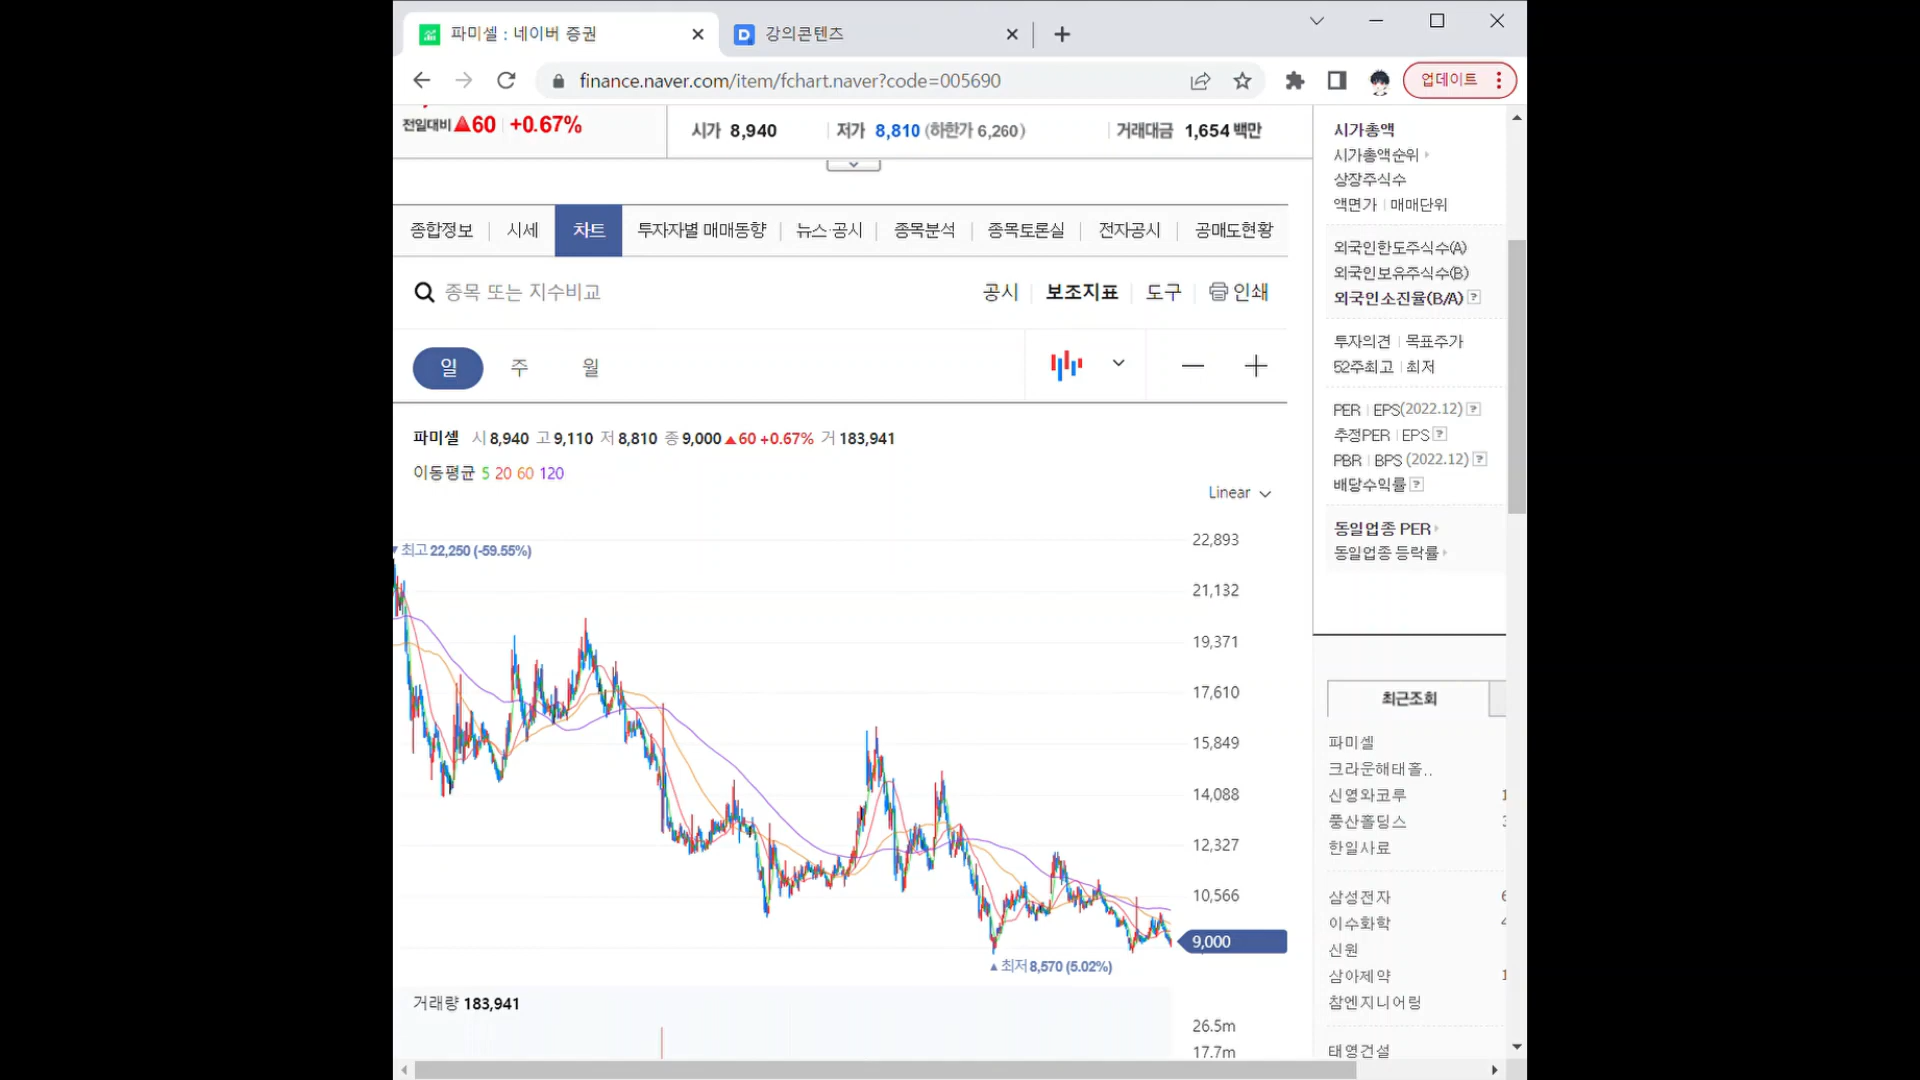 파미셀 : 네이버 증권
강의콘텐츠
finance.naver.com/item/fchart.naver?code=005690
업데이트
전일대비 ▲60 +0.67%
시가 8,940 저가 8,810 (하한가 6,260) 거래대금 1,654 백만
종합정보 시세 차트 투자자별 매매동향 뉴스·공시 종목분석 종목토론실 전자공시 공매도현황
종목 또는 지수비교
공시 보조지표 도구 인쇄
일 주 월
파미셀 시 8,940 고 9,110 저 8,810 종 9,000 ▲60 +0.67% 거 183,941
이동평균 5 20 60 120
Linear
▼최고 22,250 (-59.55%)
22,893
21,132
19,371
17,610
15,849
14,088
12,327
10,566
9,000
▲최저 8,570 (5.02%)
거래량 183,941
26.5m
17.7m
시가총액
시가총액순위
상장주식수
액면가 | 매매단위
외국인한도주식수(A)
외국인보유주식수(B)
외국인소진율(B/A) ?
투자의견 | 목표주가
52주최고 | 최저
PER | EPS(2022.12) ?
추정PER | EPS ?
PBR | BPS (2022.12) ?
배당수익률 ?
동일업종 PER
동일업종 등락률
최근조회
파미셀
크라운해태홀..
신영와코루
풍산홀딩스
한일사료
삼성전자
이수화학
신원
삼아제약
참엔지니어링
태영건설